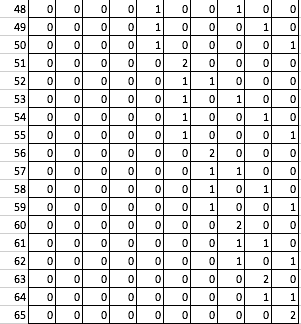 48 0 0 0 0 1 0 0 1 0 0
49 0 0 0 0 1 0 0 0 1 0
50 0 0 0 0 1 0 0 0 0 1
51 0 0 0 0 0 2 0 0 0 0
52 0 0 0 0 0 1 1 0 0 0
53 0 0 0 0 0 1 0 1 0 0
54 0 0 0 0 0 1 0 0 1 0
55 0 0 0 0 0 1 0 0 0 1
56 0 0 0 0 0 0 2 0 0 0
57 0 0 0 0 0 0 1 1 0 0
58 0 0 0 0 0 0 1 0 1 0
59 0 0 0 0 0 0 1 0 0 1
60 0 0 0 0 0 0 0 2 0 0
61 0 0 0 0 0 0 0 1 1 0
62 0 0 0 0 0 0 0 1 0 1
63 0 0 0 0 0 0 0 0 2 0
64 0 0 0 0 0 0 0 0 1 1
65 0 0 0 0 0 0 0 0 0 2